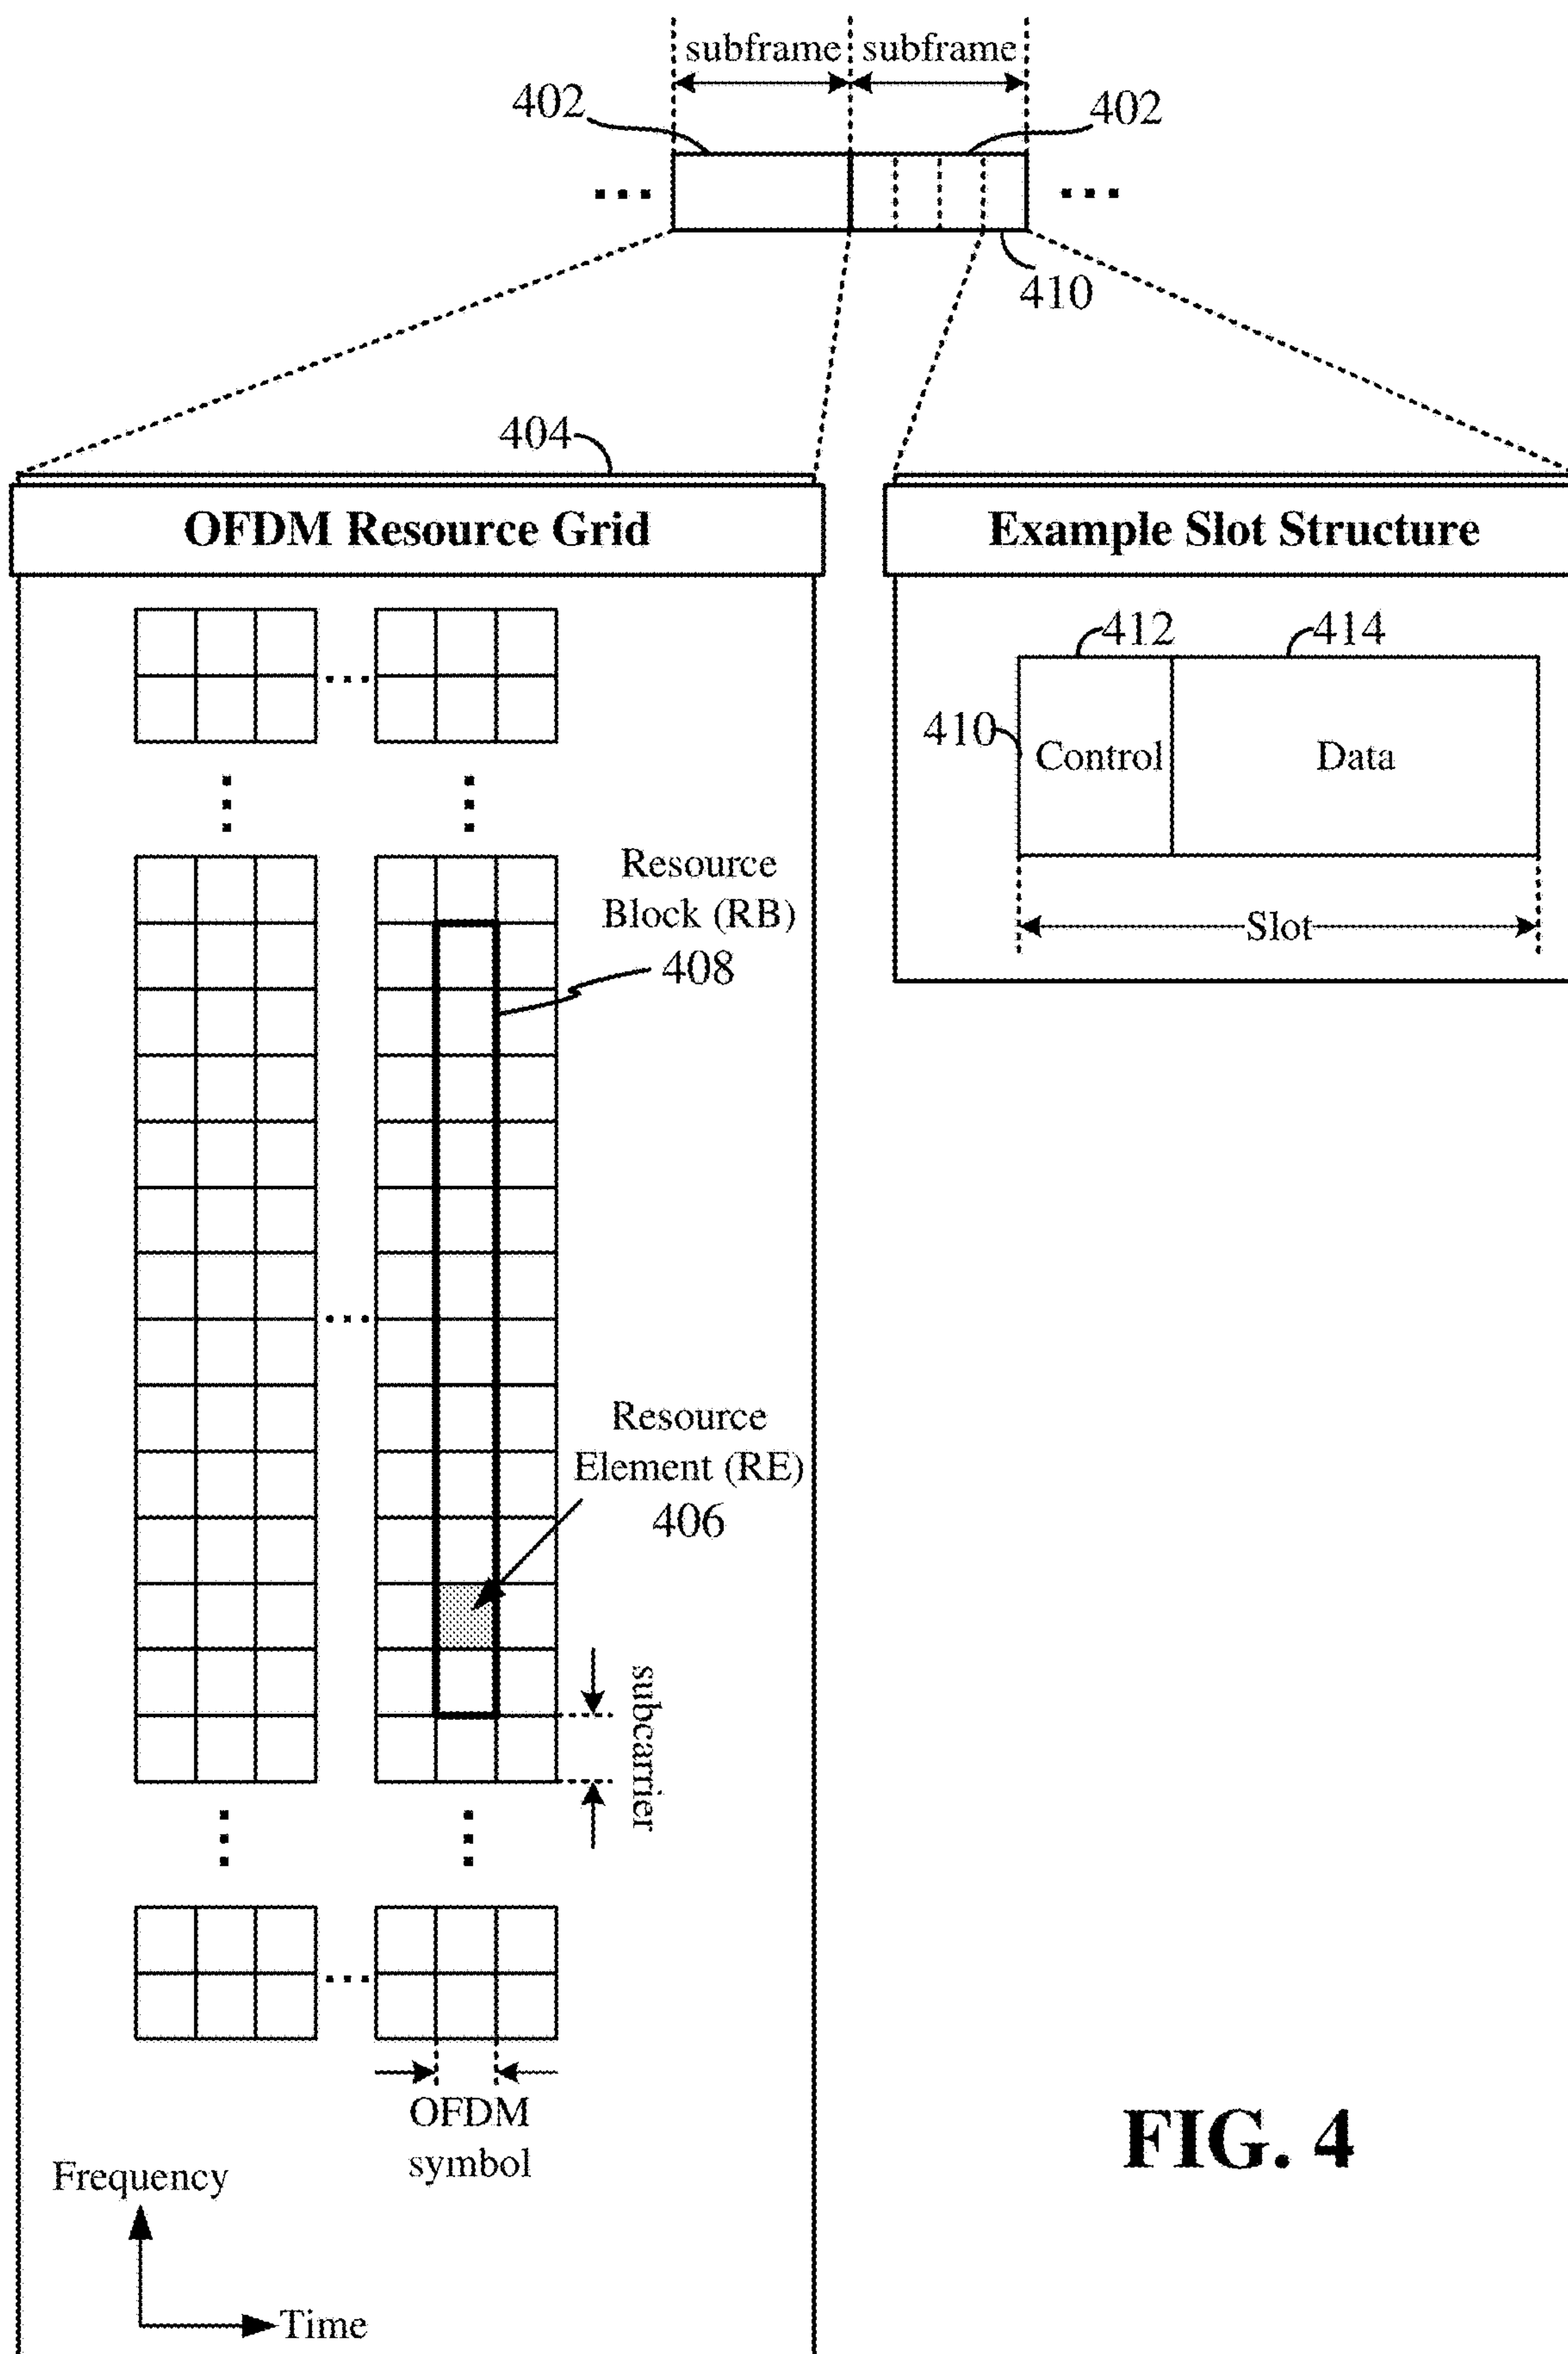 subframe subframe
402 402
410
404
OFDM Resource Grid
Example Slot Structure
412 414
410
Control Data
Slot
Resource
Block (RB)
408
Resource
Element (RE)
406
subcarrier
OFDM
symbol
Frequency
Time
FIG. 4